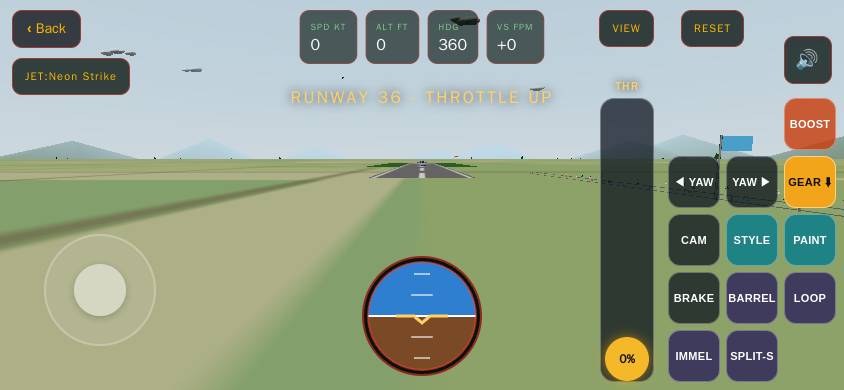 ‹ Back
JET:Neon Strike
SPD KT
0
ALT FT
0
HDG
360
VS FPM
+0
VIEW
RESET
RUNWAY 36 · THROTTLE UP
THR
0%
BOOST
◀ YAW
YAW ▶
GEAR ⬇
CAM
STYLE
PAINT
BRAKE
BARREL
LOOP
IMMEL
SPLIT-S